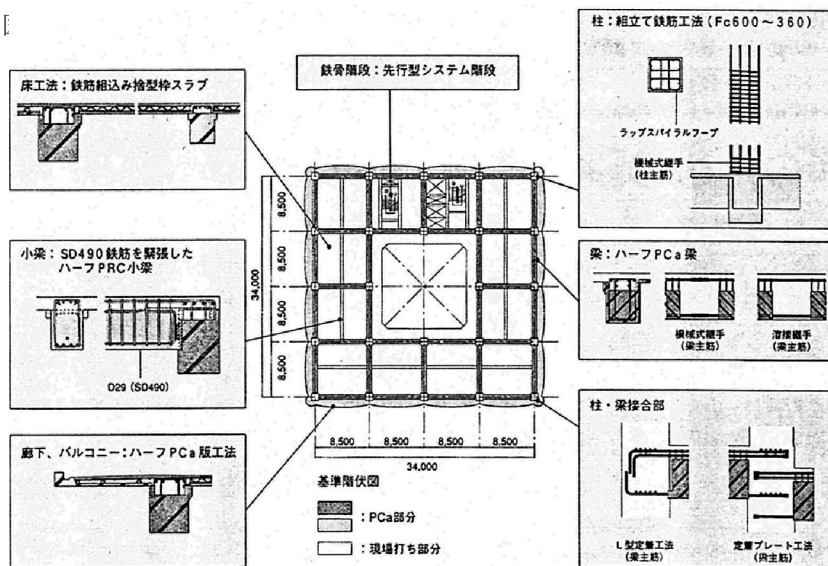 床工法：鉄筋組込み捨型枠スラブ
小梁：SD490鉄筋を緊張した
ハーフPRC小梁
D29 (SD490)
廊下、バルコニー：ハーフPCa版工法
鉄骨階段：先行型システム階段
8,500
8,500
8,500
8,500
34,000
8,500
8,500
8,500
8,500
34,000
基準階伏図
：PCa部分
：現場打ち部分
柱：組立て鉄筋工法（Fc600～360）
ラップスパイラルフープ
機械式継手
（柱主筋）
梁：ハーフPCa梁
機械式継手
（梁主筋）
溶接継手
（梁主筋）
柱・梁接合部
L型定着工法
（梁主筋）
定着プレート工法
（梁主筋）